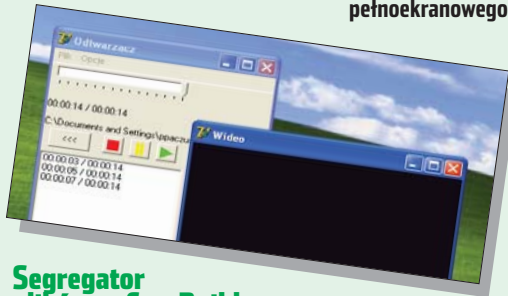 pełnoekranowego
Odtwarzacz
Plik Opcje
00:00:14 / 00:00:14
C:\Documents and Settings\ppaczu
<<<
00:00:03 / 00:00:14
00:00:05 / 00:00:14
00:00:07 / 00:00:14
Wideo
Segregator